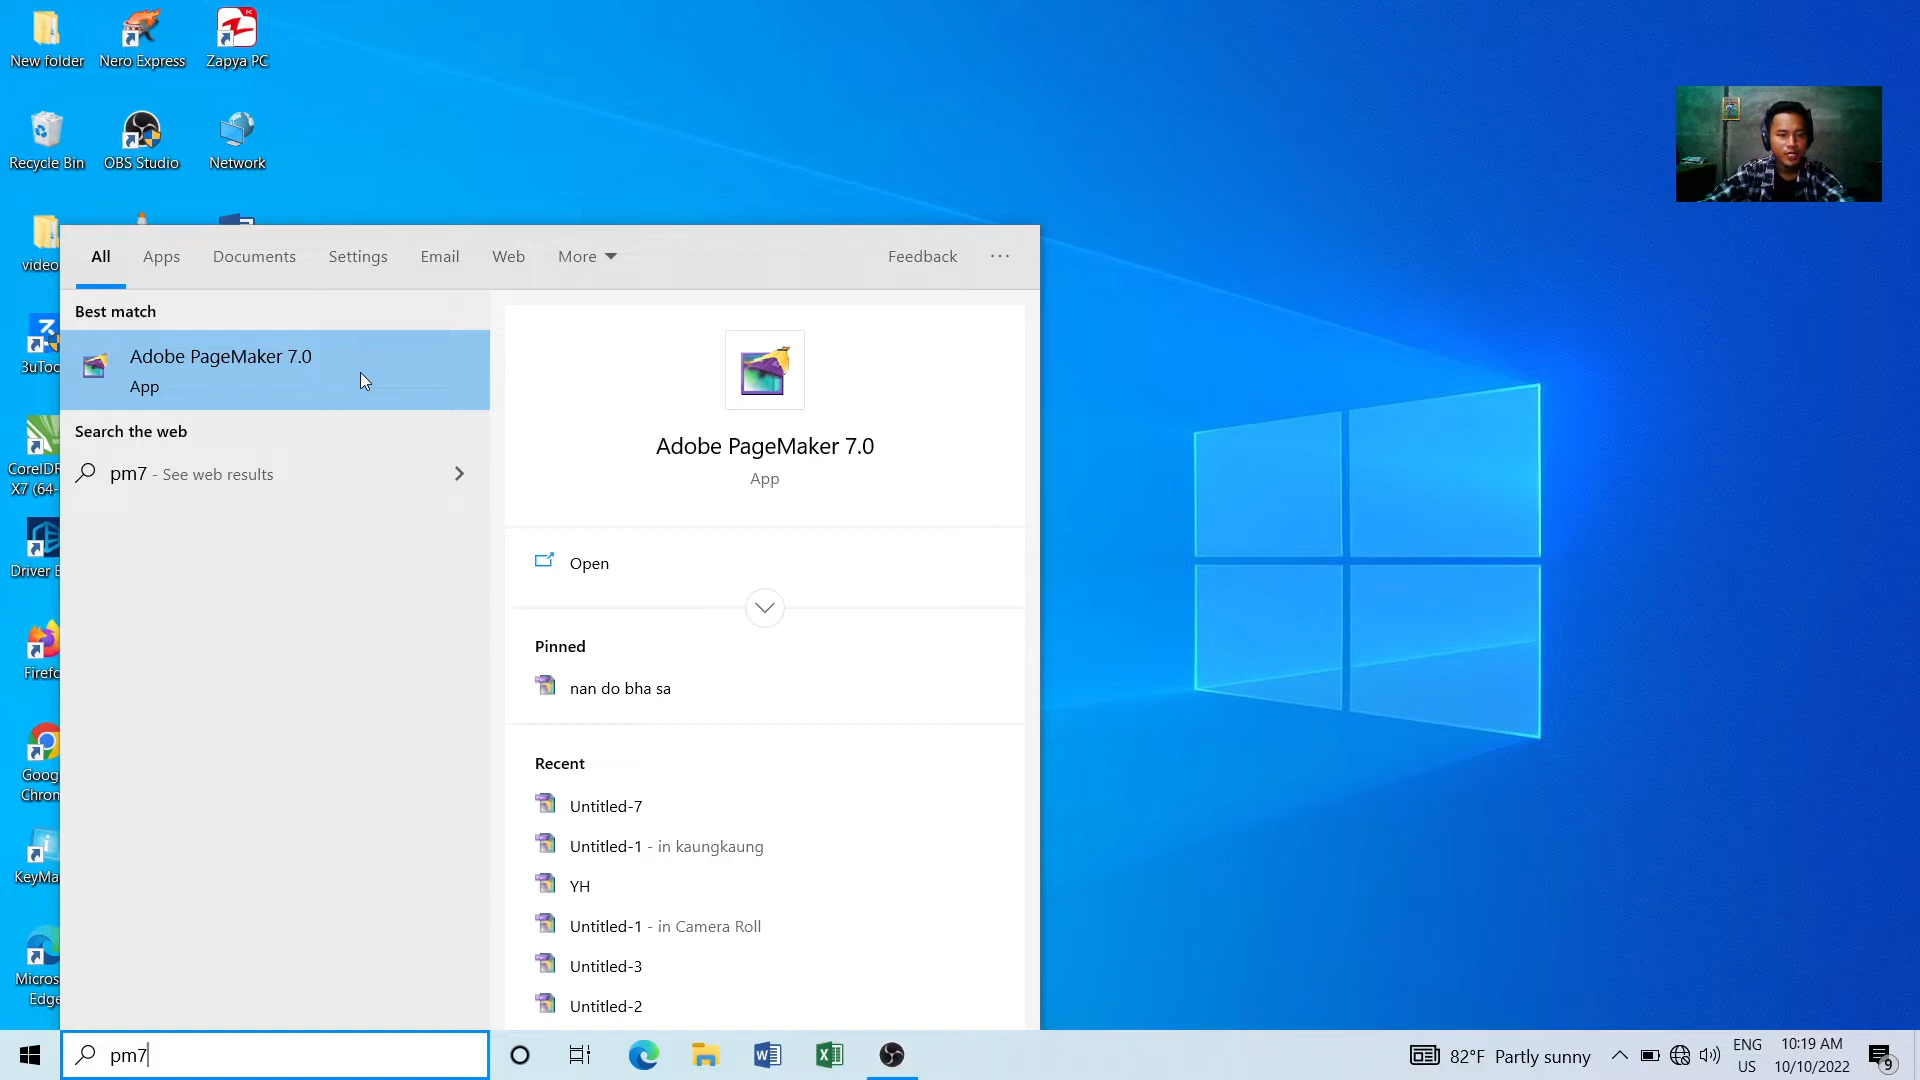 New folder
Nero Express
Zapya PC
Recycle Bin
OBS Studio
Network
video
3uToo
CorelDR
X7 (64-
Driver B
Firefo
Goog
Chrom
KeyMa
Micros
Edge
All
Apps
Documents
Settings
Email
Web
More
Feedback
Best match
Adobe PageMaker 7.0
App
Search the web
pm7 - See web results
Adobe PageMaker 7.0
App
Open
Pinned
nan do bha sa
Recent
Untitled-7
Untitled-1 - in kaungkaung
YH
Untitled-1 - in Camera Roll
Untitled-3
Untitled-2
pm7
82°F Partly sunny
ENG
US
10:19 AM
10/10/2022
9